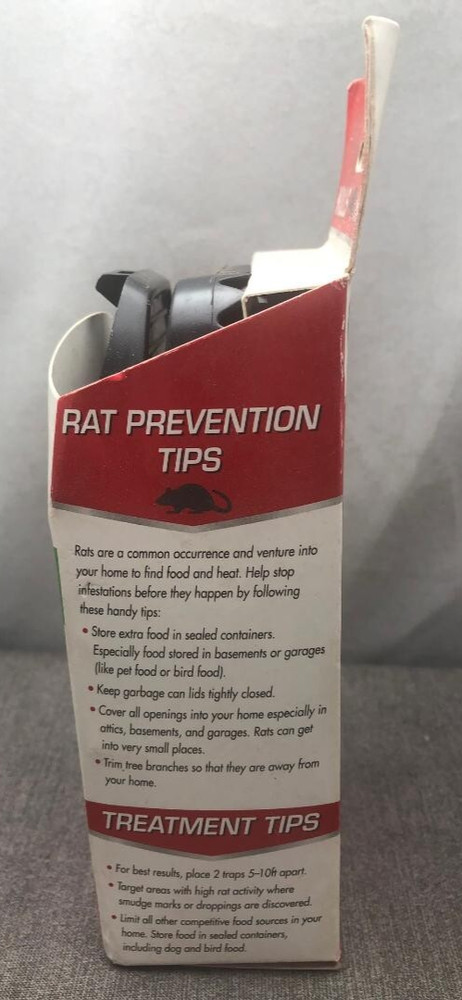 RAT PREVENTION
TIPS
Rats are a common occurrence and venture into
your home to find food and heat. Help stop
infestations before they happen by following
these handy tips:
• Store extra food in sealed containers.
Especially food stored in basements or garages
(like pet food or bird food).
• Keep garbage can lids tightly closed.
• Cover all openings into your home especially in
attics, basements, and garages. Rats can get
into very small places.
• Trim tree branches so that they are away from
your home.
TREATMENT TIPS
• For best results, place 2 traps 5–10ft apart.
• Target areas with high rat activity where
smudge marks or droppings are discovered.
• Limit all other competitive food sources in your
home. Store food in sealed containers,
including dog and bird food.